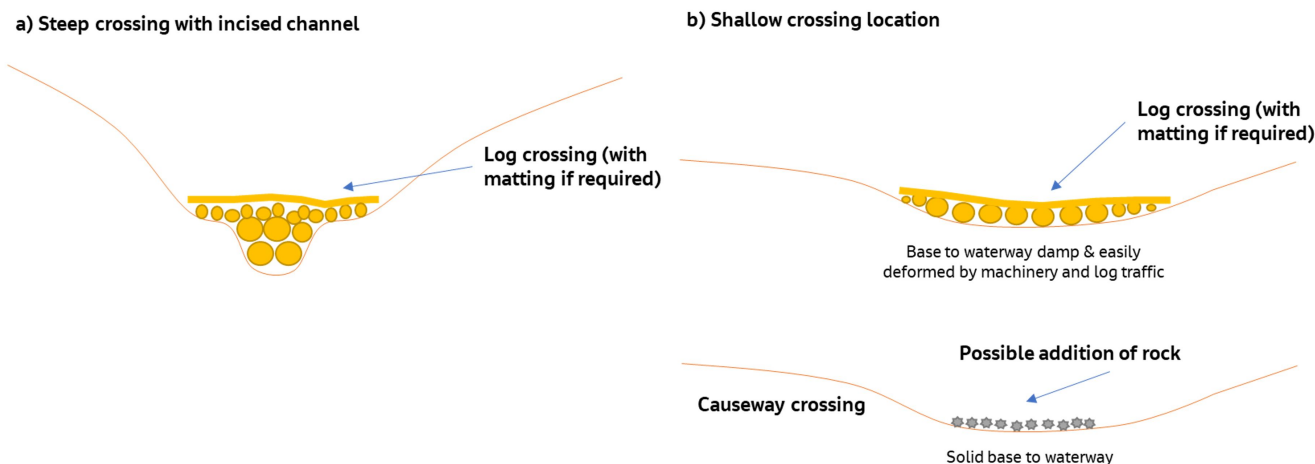 a) Steep crossing with incised channel
Log crossing (with
matting if required)
b) Shallow crossing location
Log crossing (with
matting if required)
Base to waterway damp & easily
deformed by machinery and log traffic
Possible addition of rock
Causeway crossing
Solid base to waterway